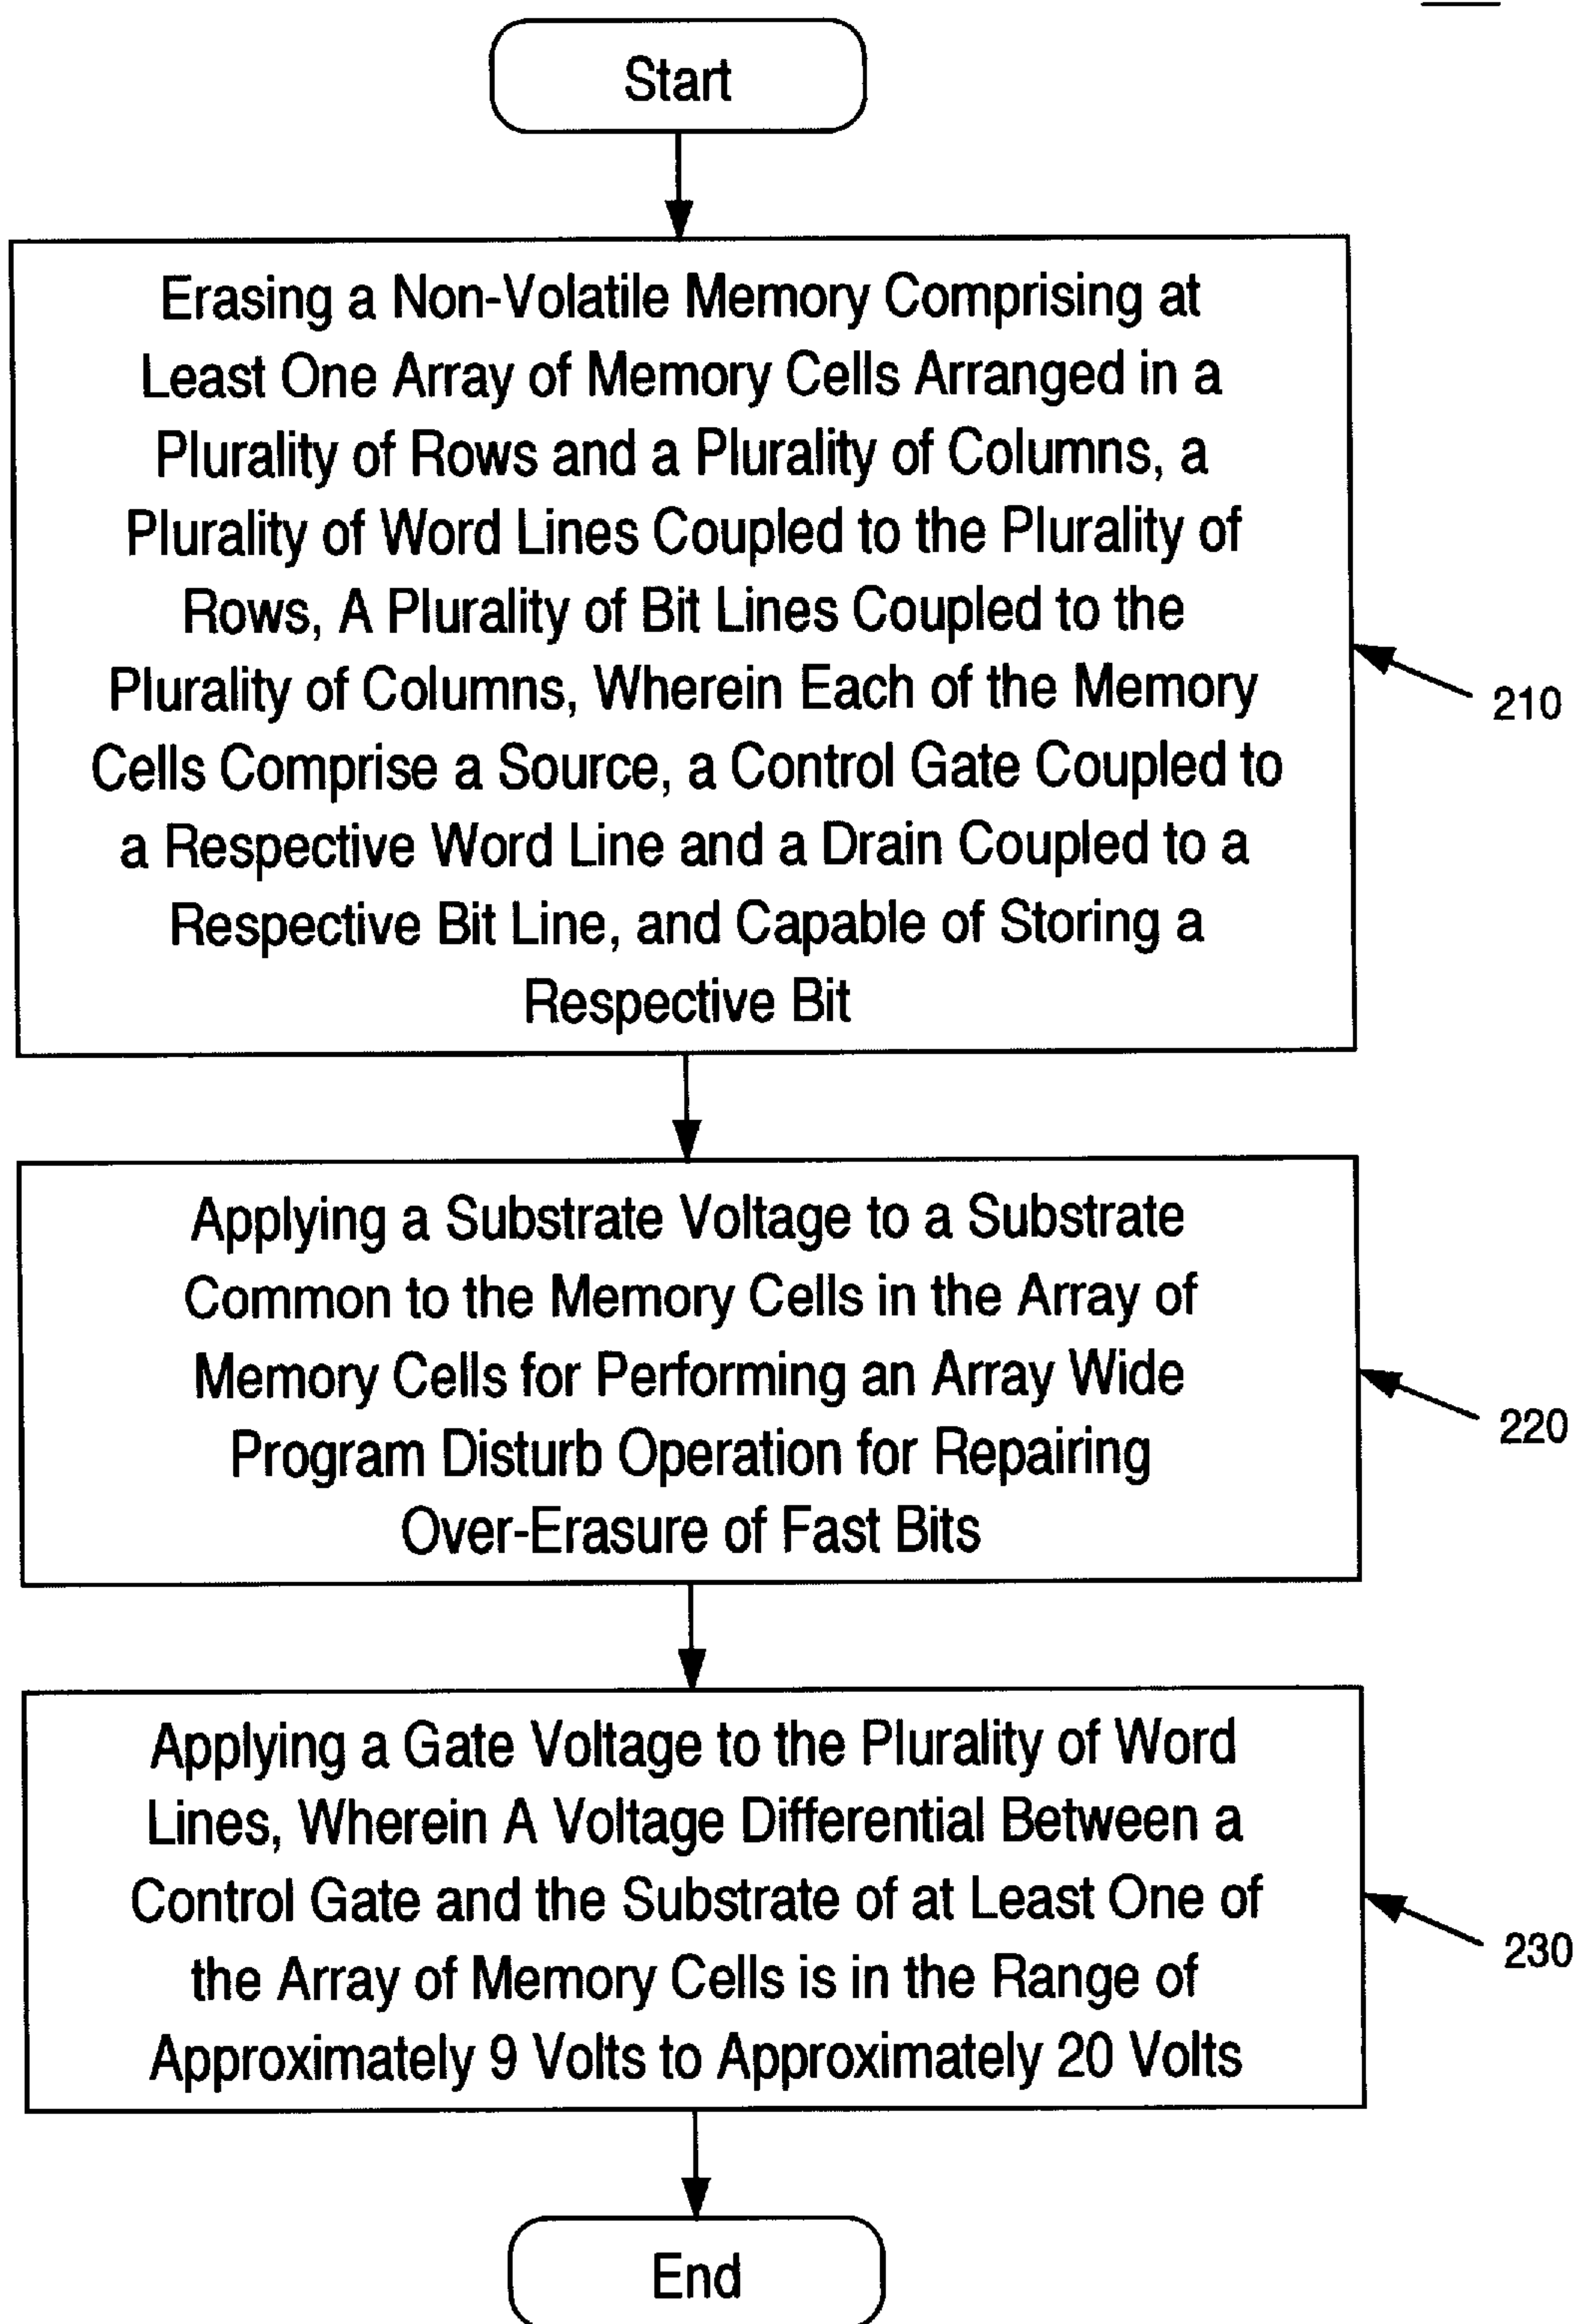 Start
Erasing a Non-Volatile Memory Comprising at
Least One Array of Memory Cells Arranged in a
Plurality of Rows and a Plurality of Columns, a
Plurality of Word Lines Coupled to the Plurality of
Rows, A Plurality of Bit Lines Coupled to the
Plurality of Columns, Wherein Each of the Memory
Cells Comprise a Source, a Control Gate Coupled to
a Respective Word Line and a Drain Coupled to a
Respective Bit Line, and Capable of Storing a
Respective Bit
210
Applying a Substrate Voltage to a Substrate
Common to the Memory Cells in the Array of
Memory Cells for Performing an Array Wide
Program Disturb Operation for Repairing
Over-Erasure of Fast Bits
220
Applying a Gate Voltage to the Plurality of Word
Lines, Wherein A Voltage Differential Between a
Control Gate and the Substrate of at Least One of
the Array of Memory Cells is in the Range of
Approximately 9 Volts to Approximately 20 Volts
230
End